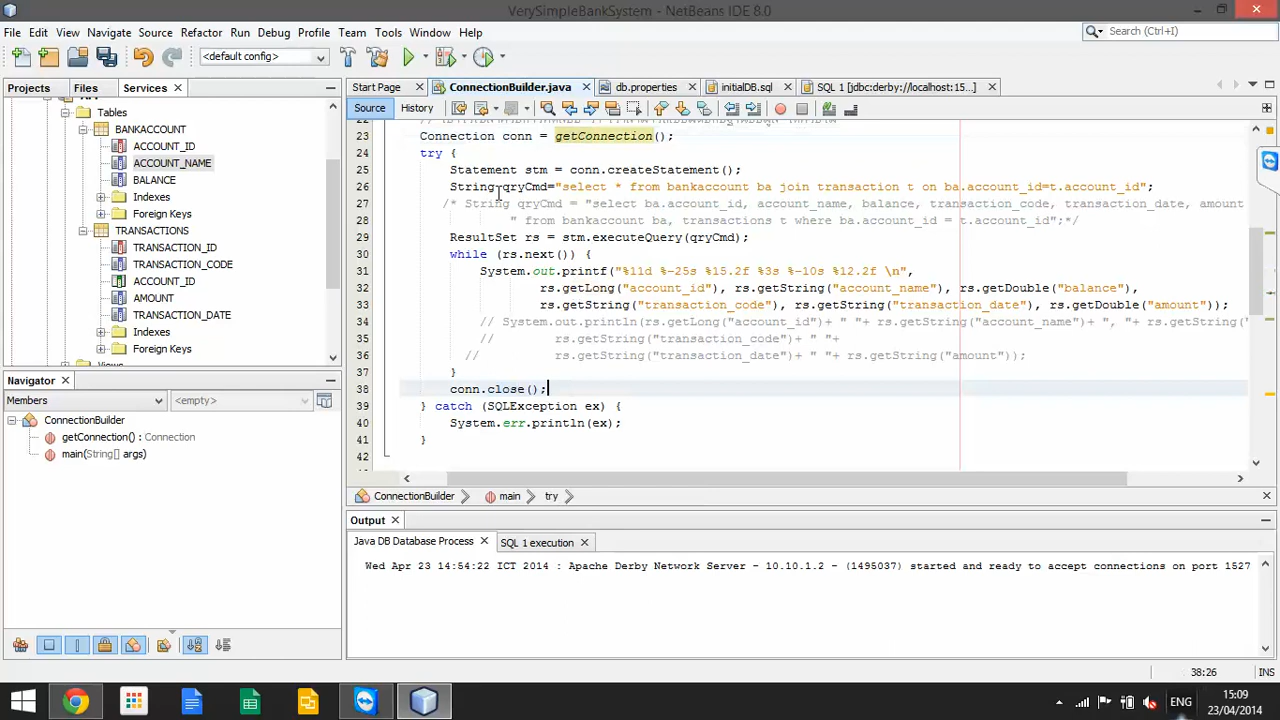 VerySimpleBankSystem - NetBeans IDE 8.0
File Edit View Navigate Source Refactor Run Debug Profile Team Tools Window Help
Search (Ctrl+I)
<default config>
Projects Files Services
Start Page ConnectionBuilder.java db.properties initialDB.sql SQL 1 [jdbc:derby://localhost:15...]
Source History
Tables
BANKACCOUNT
ACCOUNT_ID
ACCOUNT_NAME
BALANCE
Indexes
Foreign Keys
TRANSACTIONS
TRANSACTION_ID
TRANSACTION_CODE
ACCOUNT_ID
AMOUNT
TRANSACTION_DATE
Indexes
Foreign Keys
Views
22
23 Connection conn = getConnection();
24 try {
25 Statement stm = conn.createStatement();
26 String qryCmd="select * from bankaccount ba join transaction t on ba.account_id=t.account_id";
27 /* String qryCmd = "select ba.account_id, account_name, balance, transaction_code, transaction_date, amount
28 " from bankaccount ba, transactions t where ba.account_id = t.account_id";*/
29 ResultSet rs = stm.executeQuery(qryCmd);
30 while (rs.next()) {
31 System.out.printf("%11d %-25s %15.2f %3s %-10s %12.2f \n",
32 rs.getLong("account_id"), rs.getString("account_name"), rs.getDouble("balance"),
33 rs.getString("transaction_code"), rs.getString("transaction_date"), rs.getDouble("amount"));
34 // System.out.println(rs.getLong("account_id")+ " "+ rs.getString("account_name")+ ", "+ rs.getString("
35 // rs.getString("transaction_code")+ " "+
36 // rs.getString("transaction_date")+ " "+ rs.getString("amount"));
37 }
38 conn.close();
39 } catch (SQLException ex) {
40 System.err.println(ex);
41 }
42
Navigator
Members <empty>
ConnectionBuilder
getConnection() : Connection
main(String[] args)
ConnectionBuilder main try
Output
Java DB Database Process SQL 1 execution
Wed Apr 23 14:54:22 ICT 2014 : Apache Derby Network Server - 10.10.1.2 - (1495037) started and ready to accept connections on port 1527
38:26 INS
ENG 15:09
23/04/2014